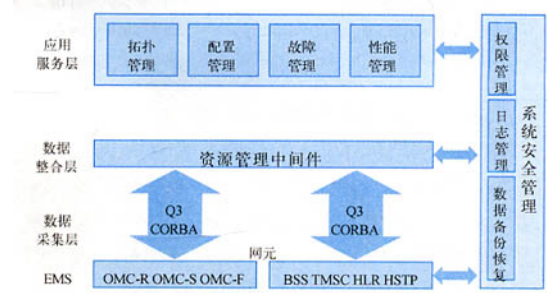 应用
服务层
拓扑
管理
配置
管理
故障
管理
性能
管理
数据
整合层
资源管理中间件
数据
采集层
Q3
CORBA
Q3
CORBA
网元
EMS
OMC-R OMC-S OMC-F
BSS TMSC HLR HSTP
权限管理
日志管理
数据备份恢复
系统安全管理